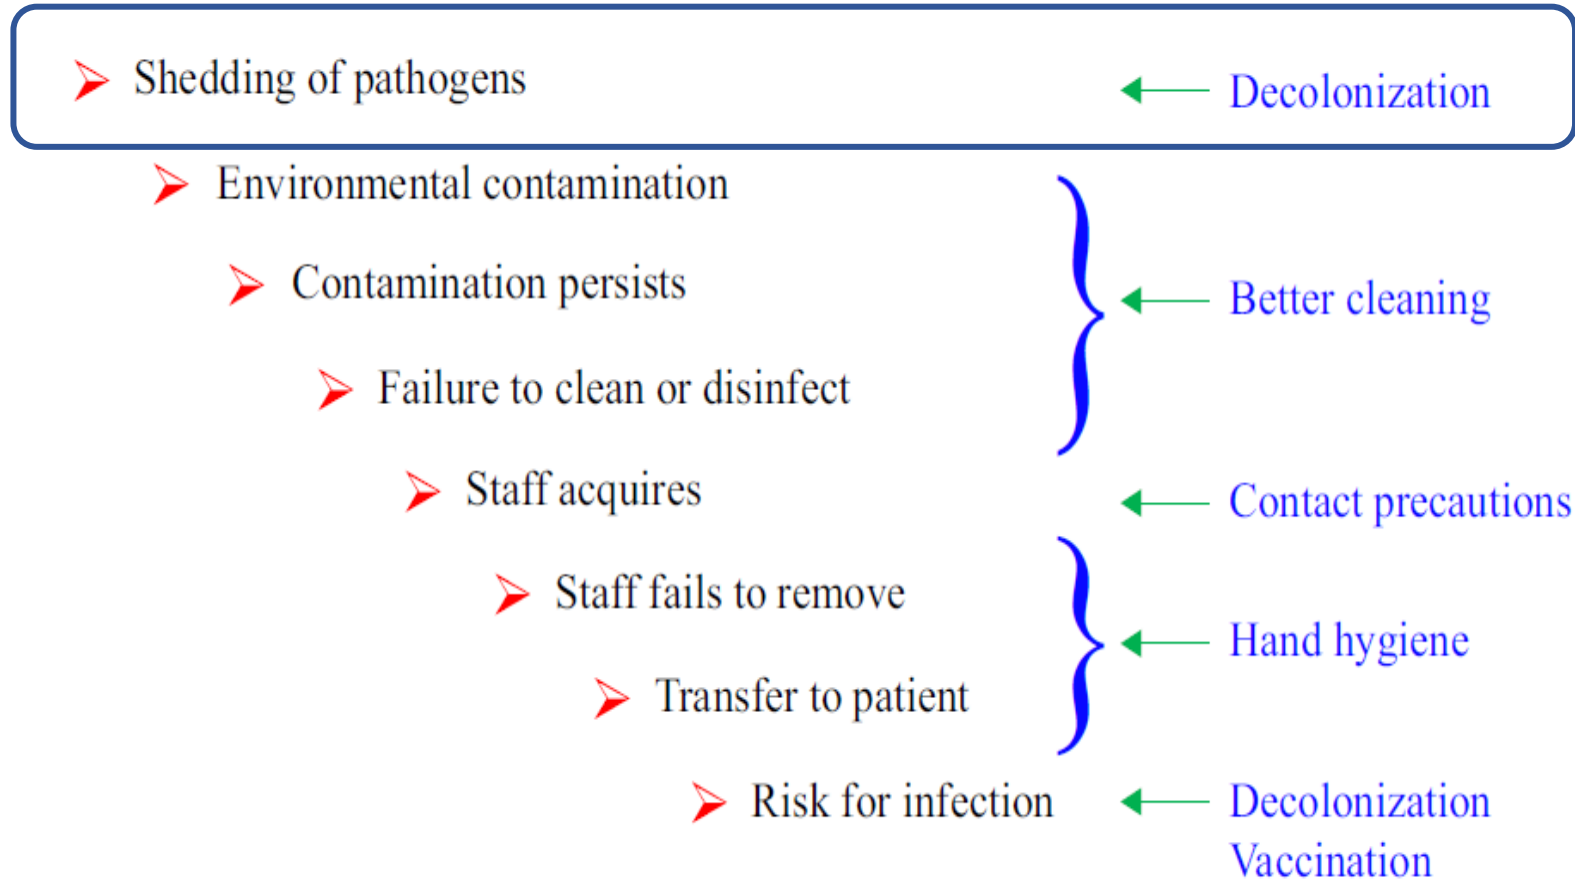 Shedding of pathogens
Decolonization
Environmental contamination
Contamination persists
Better cleaning
Failure to clean or disinfect
Staff acquires
Contact precautions
Staff fails to remove
Hand hygiene
Transfer to patient
Risk for infection
Decolonization
Vaccination